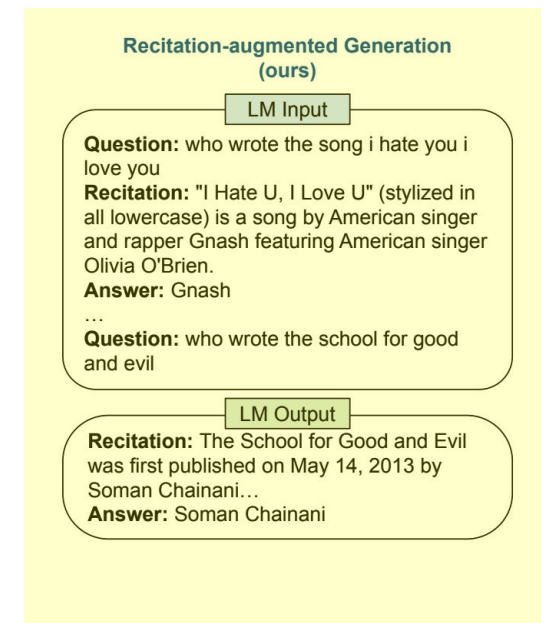 Recitation-augmented Generation
(ours)
LM Input
Question: who wrote the song i hate you i
love you
Recitation: "I Hate U, I Love U" (stylized in
all lowercase) is a song by American singer
and rapper Gnash featuring American singer
Olivia O'Brien.
Answer: Gnash
…
Question: who wrote the school for good
and evil
LM Output
Recitation: The School for Good and Evil
was first published on May 14, 2013 by
Soman Chainani…
Answer: Soman Chainani